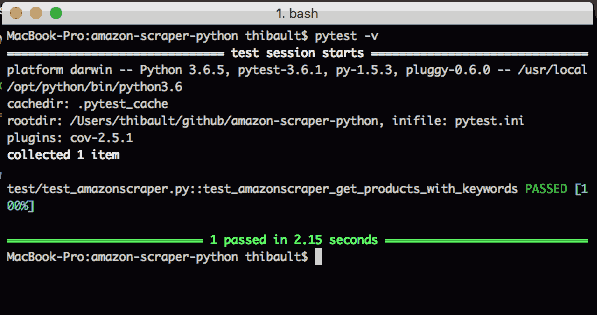 1. bash
MacBook-Pro:amazon-scraper-python thibault$ pytest -v
test session starts
platform darwin -- Python 3.6.5, pytest-3.6.1, py-1.5.3, pluggy-0.6.0 -- /usr/local
/opt/python/bin/python3.6
cachedir: .pytest_cache
rootdir: /Users/thibault/github/amazon-scraper-python, inifile: pytest.ini
plugins: cov-2.5.1
collected 1 item
test/test_amazonscraper.py::test_amazonscraper_get_products_with_keywords PASSED [1
00%]
1 passed in 2.15 seconds
MacBook-Pro:amazon-scraper-python thibault$